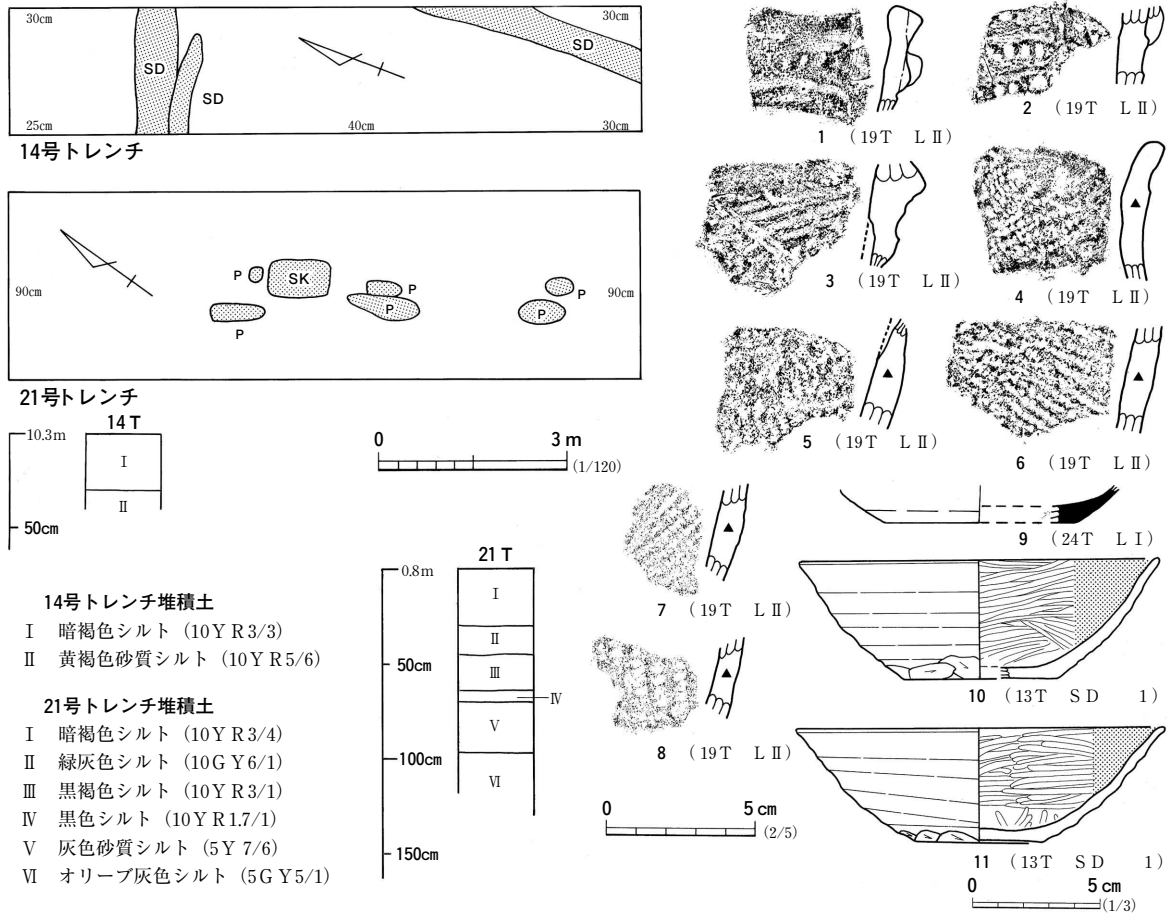 30cm
30cm
SD
SD
SD
25cm
40cm
30cm
14号トレンチ
90cm
P
SK
P
P
P
P
P
90cm
21号トレンチ
14 T
10.3m
Ⅰ
Ⅱ
50cm
0 3 m
(1/120)
21 T
0.8m
Ⅰ
Ⅱ
50cm
Ⅲ
Ⅳ
Ⅴ
100cm
Ⅵ
150cm
14号トレンチ堆積土
Ⅰ 暗褐色シルト (10YR3/3)
Ⅱ 黄褐色砂質シルト (10YR5/6)
21号トレンチ堆積土
Ⅰ 暗褐色シルト (10YR3/4)
Ⅱ 緑灰色シルト (10GY6/1)
Ⅲ 黒褐色シルト (10YR3/1)
Ⅳ 黒色シルト (10YR1.7/1)
Ⅴ 灰色砂質シルト (5Y 7/6)
Ⅵ オリーブ灰色シルト (5GY5/1)
1 (19T LⅡ)
2 (19T LⅡ)
3 (19T LⅡ)
4 (19T LⅡ)
5 (19T LⅡ)
6 (19T LⅡ)
7 (19T LⅡ)
8 (19T LⅡ)
0 5 cm
(2/5)
9 (24T LⅠ)
10 (13T SD 1)
11 (13T SD 1)
0 5 cm
(1/3)